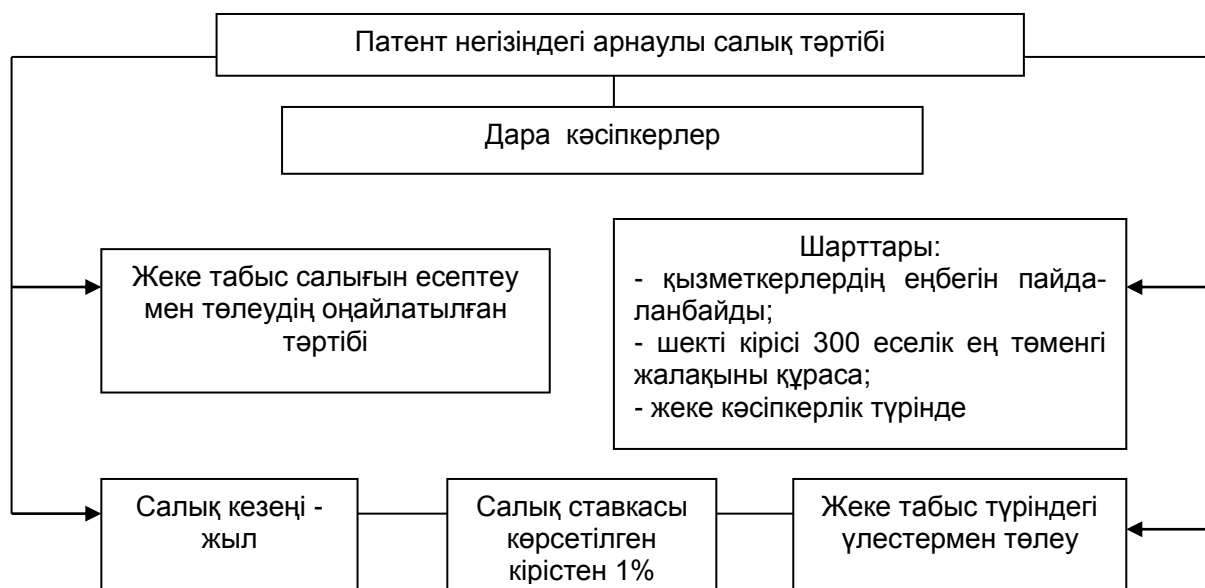 Патент негізіндегі арнаулы салық тәртібі
Дара кәсіпкерлер
Жеке табыс салығын есептеу
мен төлеудің оңайлатылған
тәртібі
Шарттары:
- қызметкерлердің еңбегін пайда-
ланбайды;
- шекті кірісі 300 еселік ең төменгі
жалақыны құраса;
- жеке кәсіпкерлік түрінде
Салық кезеңі -
жыл
Салық ставкасы
көрсетілген
кірістен 1%
Жеке табыс түріндегі
үлестермен төлеу